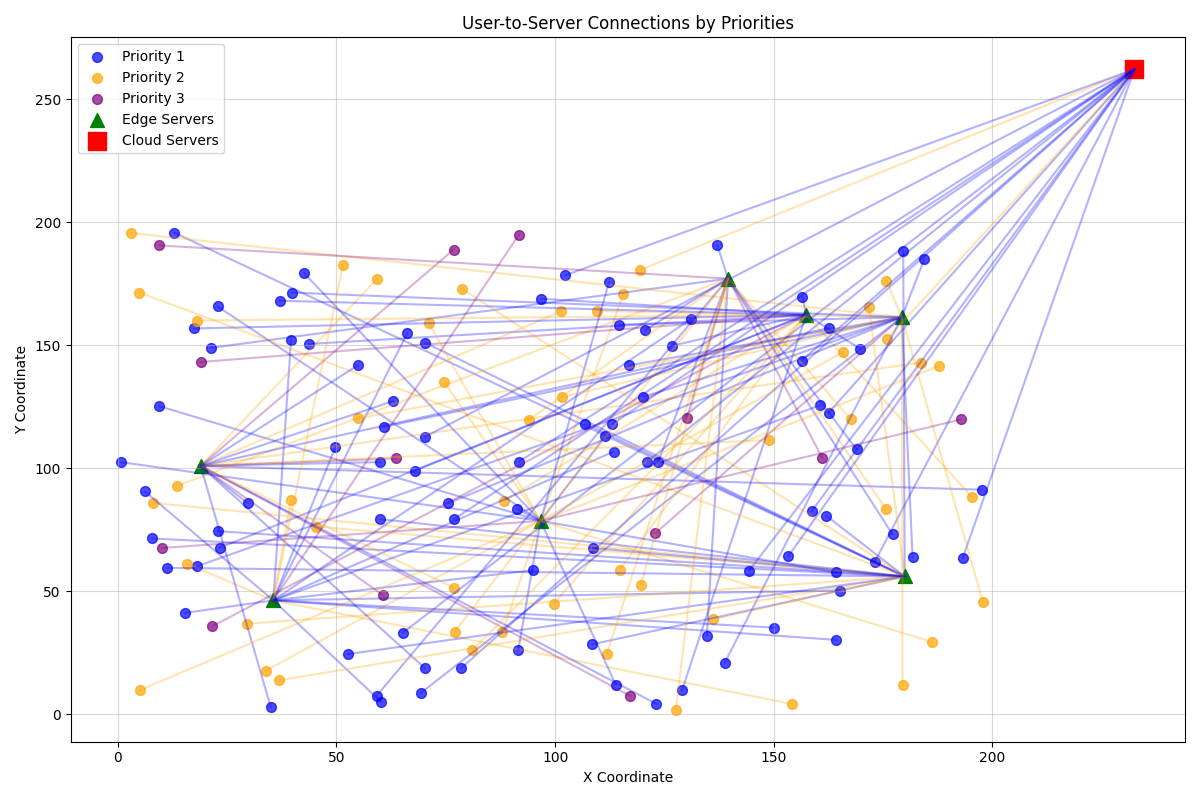 User-to-Server Connections by Priorities
Priority 1
Priority 2
Priority 3
Edge Servers
Cloud Servers
Y Coordinate
250
200
150
100
50
0
0 50 100 150 200
X Coordinate